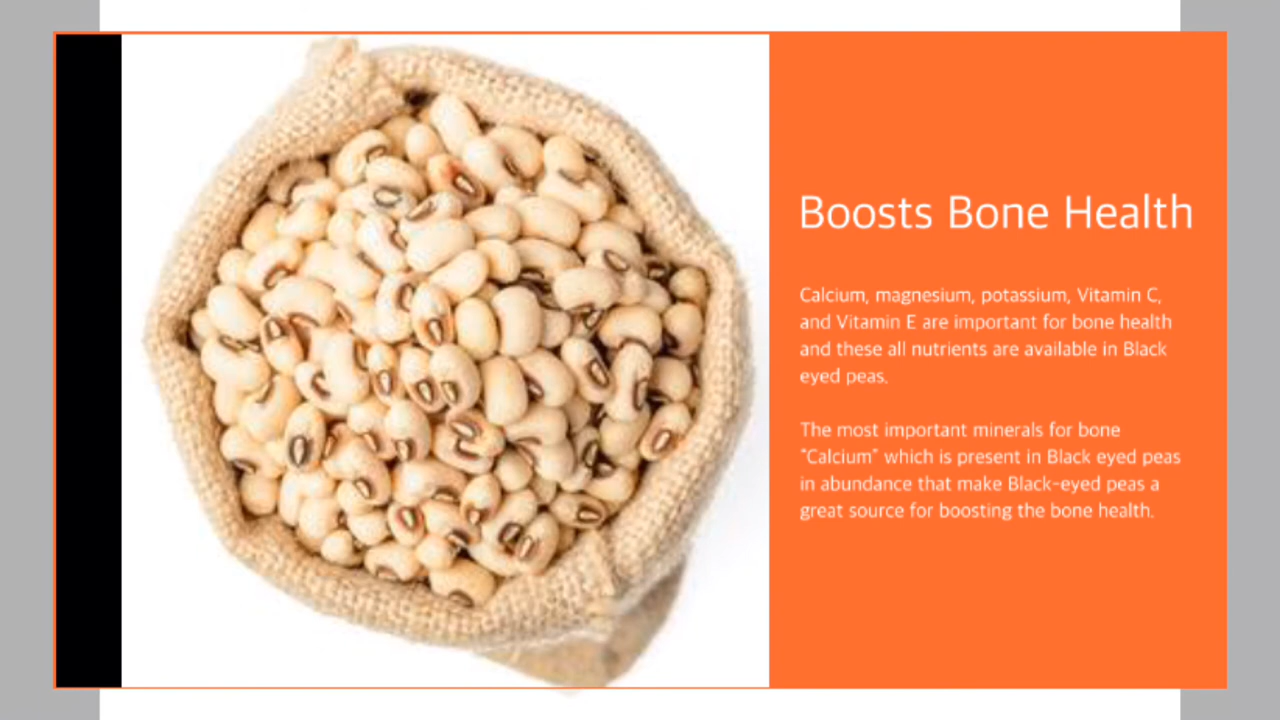 Boosts Bone Health
Calcium, magnesium, potassium, Vitamin C,
and Vitamin E are important for bone health
and these all nutrients are available in Black
eyed peas.
The most important minerals for bone
"Calcium" which is present in Black eyed peas
in abundance that make Black-eyed peas a
great source for boosting the bone health.